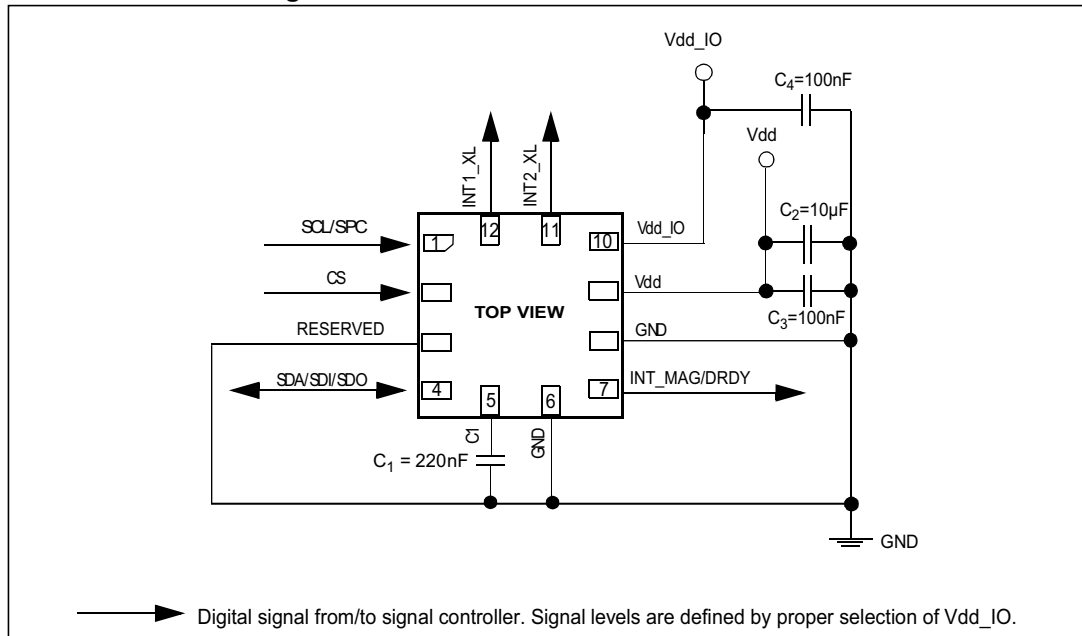 Vdd_IO
C4=100nF
Vdd
INT1_XL
INT2_XL
C2=10µF
SCL/SPC
1
12
11
10
Vdd_IO
CS
Vdd
TOP VIEW
C3=100nF
RESERVED
GND
SDA/SDI/SDO
4
5
6
7
INT_MAG/DRDY
C1
GND
C1 = 220nF
GND
Digital signal from/to signal controller. Signal levels are defined by proper selection of Vdd_IO.